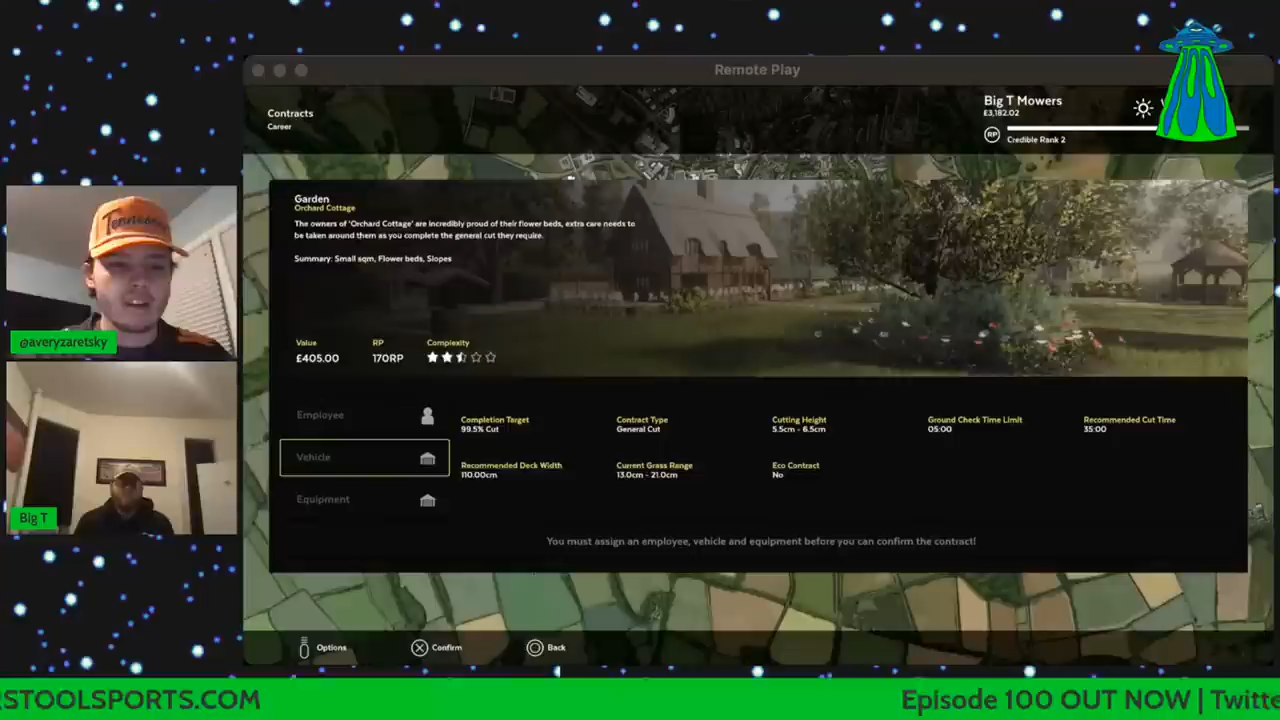 Remote Play
Contracts
Career
Big T Mowers
£3,182.02
RP
Credible Rank 2
Garden
Orchard Cottage
The owners of 'Orchard Cottage' are incredibly proud of their flower beds, extra care needs to
be taken around them as you complete the general cut they require.
Summary: Small sqm, Flower beds, Slopes
Value
RP
Complexity
£405.00
170RP
Tennessee
@averyzaretsky
Big T
Employee
Vehicle
Equipment
Completion Target
99.5% Cut
Contract Type
General Cut
Cutting Height
5.5cm - 6.5cm
Ground Check Time Limit
05:00
Recommended Cut Time
35:00
Recommended Deck Width
110.00cm
Current Grass Range
13.0cm - 21.0cm
Eco Contract
No
You must assign an employee, vehicle and equipment before you can confirm the contract!
Options
Confirm
Back
RSTOOLSPORTS.COM
Episode 100 OUT NOW | Twitte